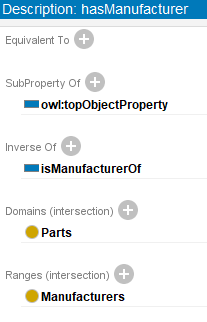 Description: hasManufacturer
Equivalent To
SubProperty Of
owl:topObjectProperty
Inverse Of
isManufacturerOf
Domains (intersection)
Parts
Ranges (intersection)
Manufacturers